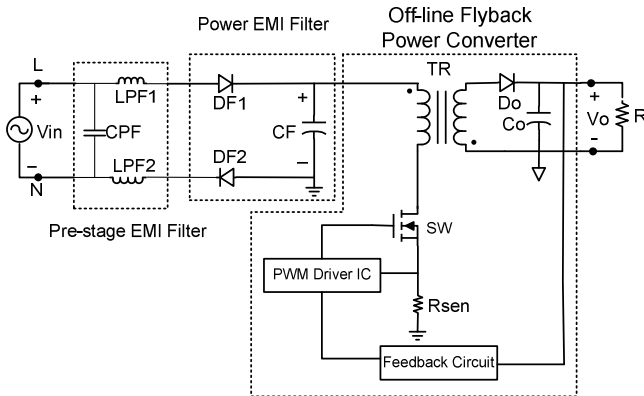 Off-line Flyback
Power Converter
Power EMI Filter
TR
L
+
LPF1
DF1
+
Vin
CPF
CF
Do
Co
+
Vo
R
-
LPF2
DF2
−
−
N
Pre-stage EMI Filter
SW
PWM Driver IC
Rsen
Feedback Circuit